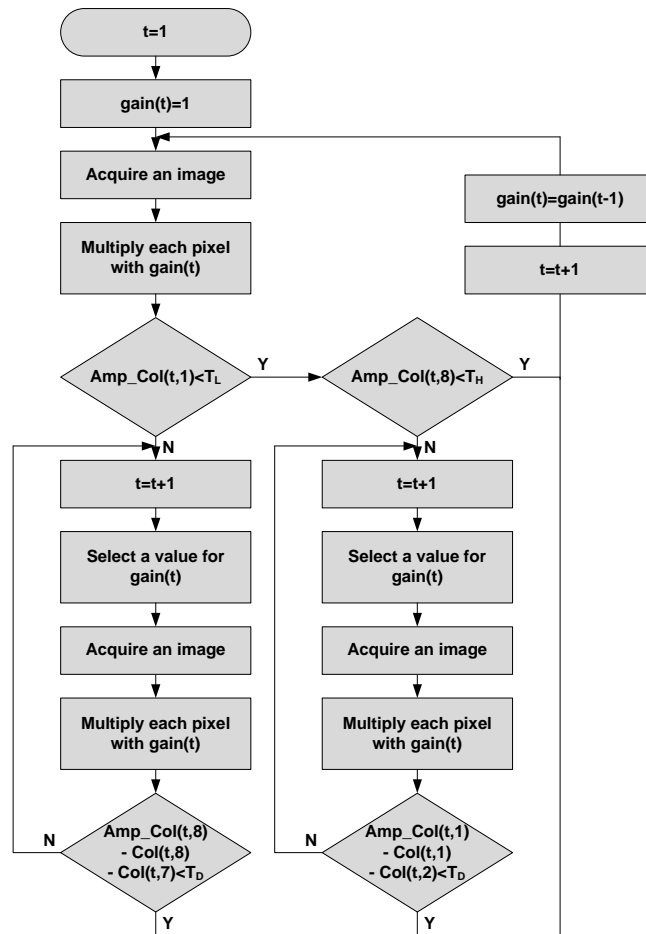 t=1
gain(t)=1
Acquire an image
Multiply each pixel
with gain(t)
gain(t)=gain(t-1)
t=t+1
Amp_Col(t,1)<TL
Y
Amp_Col(t,8)<TH
Y
N
N
t=t+1
Select a value for
gain(t)
Acquire an image
Multiply each pixel
with gain(t)
Amp_Col(t,8)
- Col(t,8)
- Col(t,7)<TD
N
Y
t=t+1
Select a value for
gain(t)
Acquire an image
Multiply each pixel
with gain(t)
Amp_Col(t,1)
- Col(t,1)
- Col(t,2)<TD
N
Y